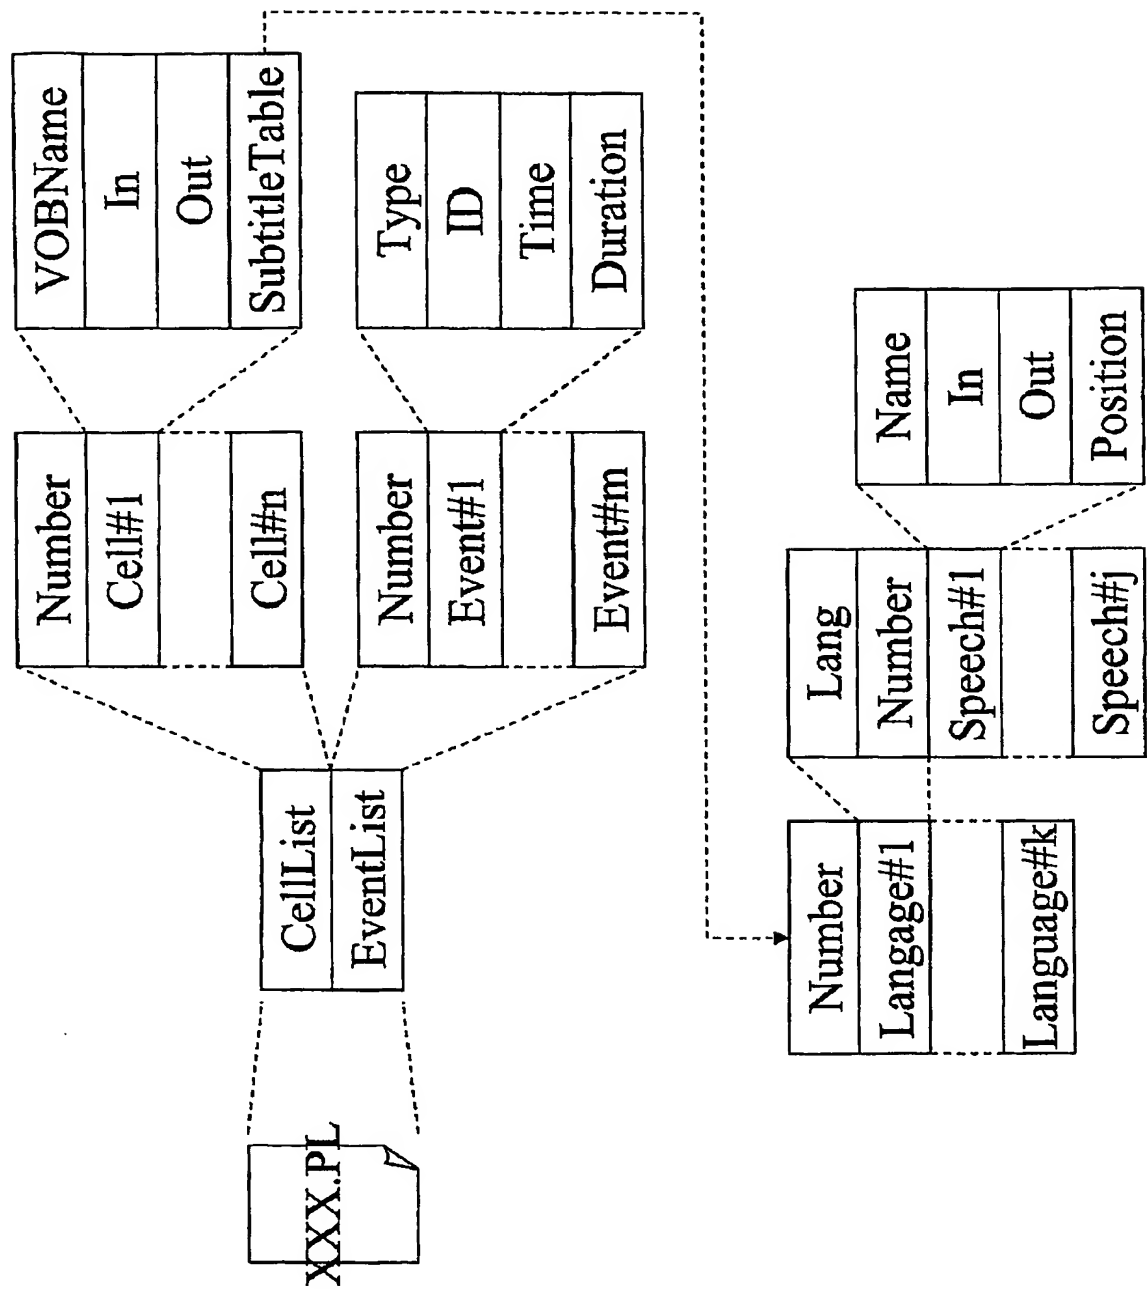 XXX.PL
CellList
EventList
Number
Cell#1
Cell#n
VOBName
In
Out
SubtitleTable
Number
Event#1
Event#m
Type
ID
Time
Duration
Number
Langage#1
Language#k
Lang
Number
Speech#1
Speech#j
Name
In
Out
Position